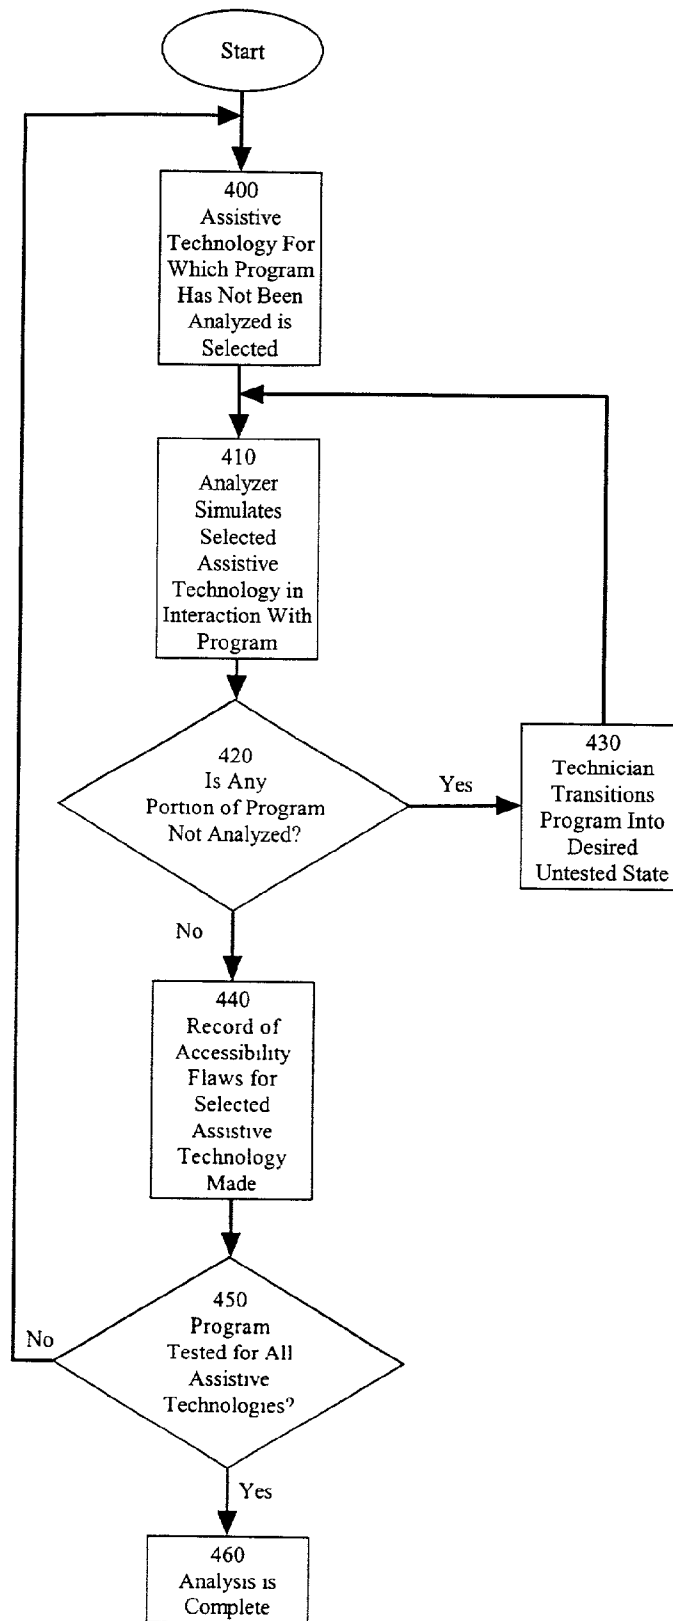 Start
400
Assistive
Technology For
Which Program
Has Not Been
Analyzed is
Selected
410
Analyzer
Simulates
Selected
Assistive
Technology in
Interaction With
Program
420
Is Any
Portion of Program
Not Analyzed?
Yes
430
Technician
Transitions
Program Into
Desired
Untested State
No
440
Record of
Accessibility
Flaws for
Selected
Assistive
Technology
Made
450
Program
Tested for All
Assistive
Technologies?
No
Yes
460
Analysis is
Complete